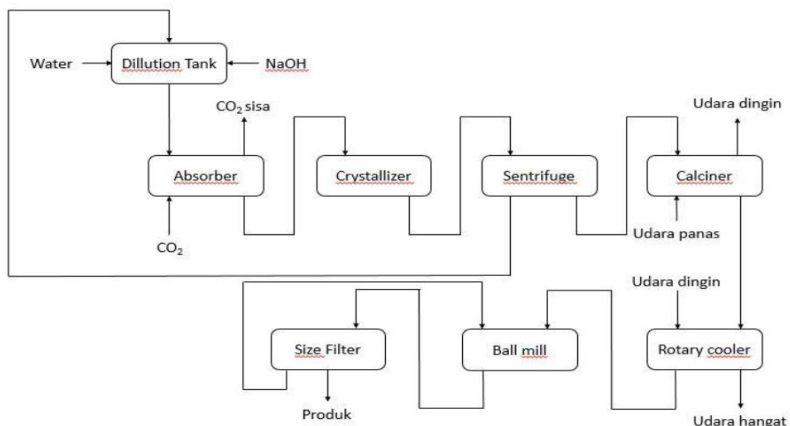 Water
Dillution Tank
NaOH
CO₂ sisa
Udara dingin
Absorber
Crystallizer
Sentrifuge
Calciner
CO₂
Udara panas
Udara dingin
Size Filter
Ball mill
Rotary cooler
Produk
Udara hangat